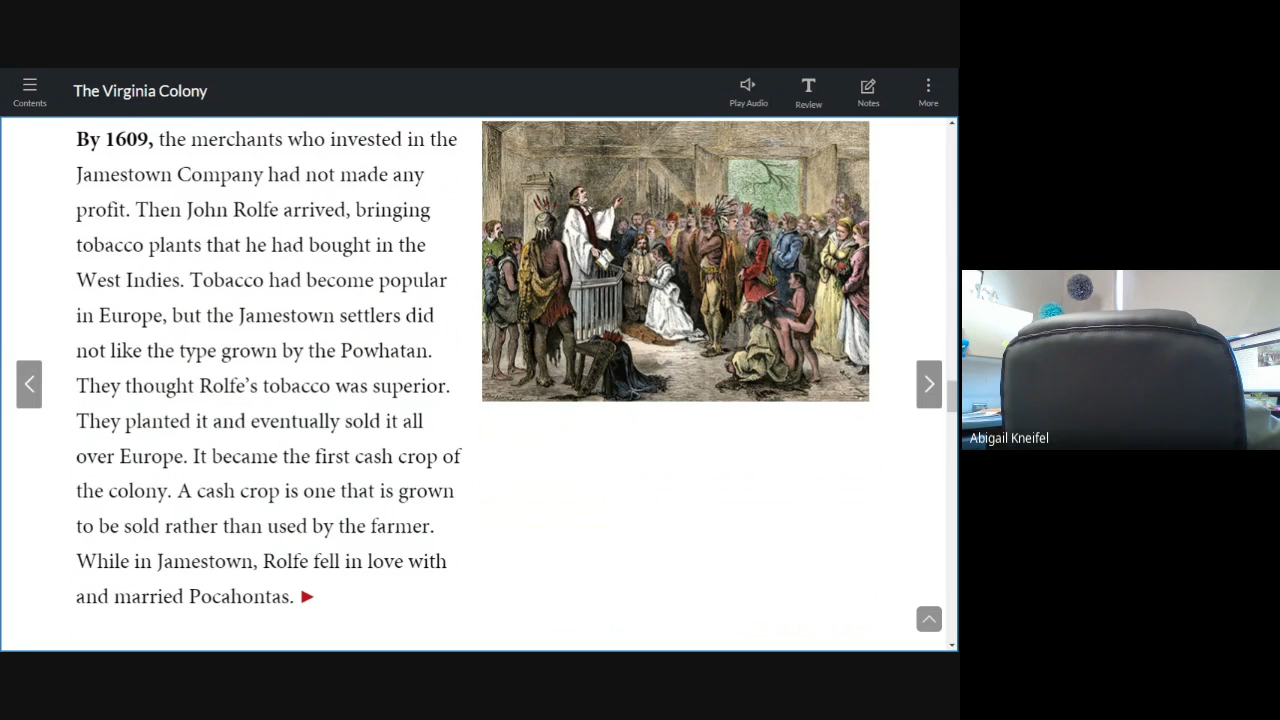 Contents
The Virginia Colony
Play Audio
Review
Notes
More
By 1609, the merchants who invested in the
Jamestown Company had not made any
profit. Then John Rolfe arrived, bringing
tobacco plants that he had bought in the
West Indies. Tobacco had become popular
in Europe, but the Jamestown settlers did
not like the type grown by the Powhatan.
They thought Rolfe’s tobacco was superior.
They planted it and eventually sold it all
over Europe. It became the first cash crop of
the colony. A cash crop is one that is grown
to be sold rather than used by the farmer.
While in Jamestown, Rolfe fell in love with
and married Pocahontas.
Abigail Kneifel